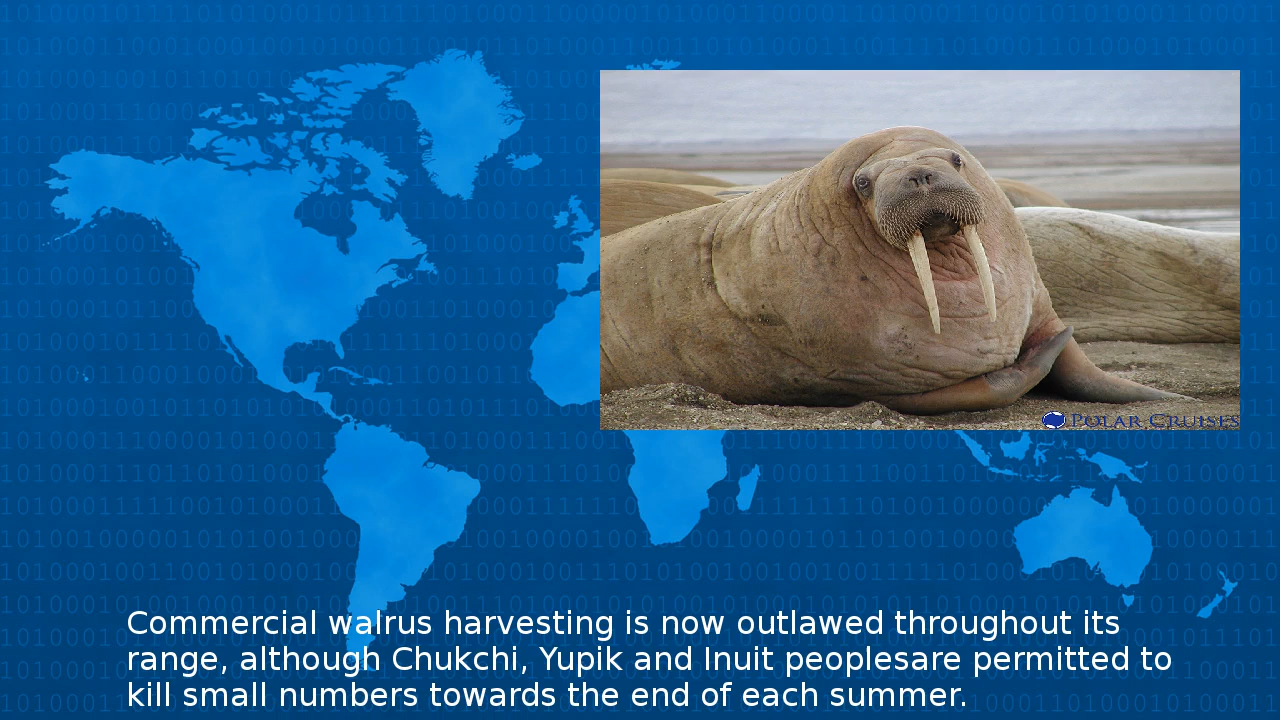 POLAR CRUISES
Commercial walrus harvesting is now outlawed throughout its
range, although Chukchi, Yupik and Inuit peoplesare permitted to
kill small numbers towards the end of each summer.